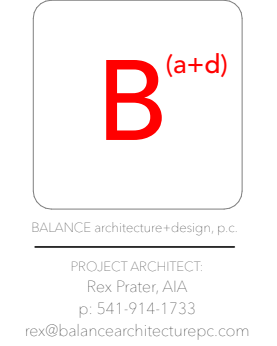 B(a+d)
BALANCE architecture+design, p.c.
PROJECT ARCHITECT:
Rex Prater, AIA
p: 541-914-1733
rex@balancearchitecturepc.com